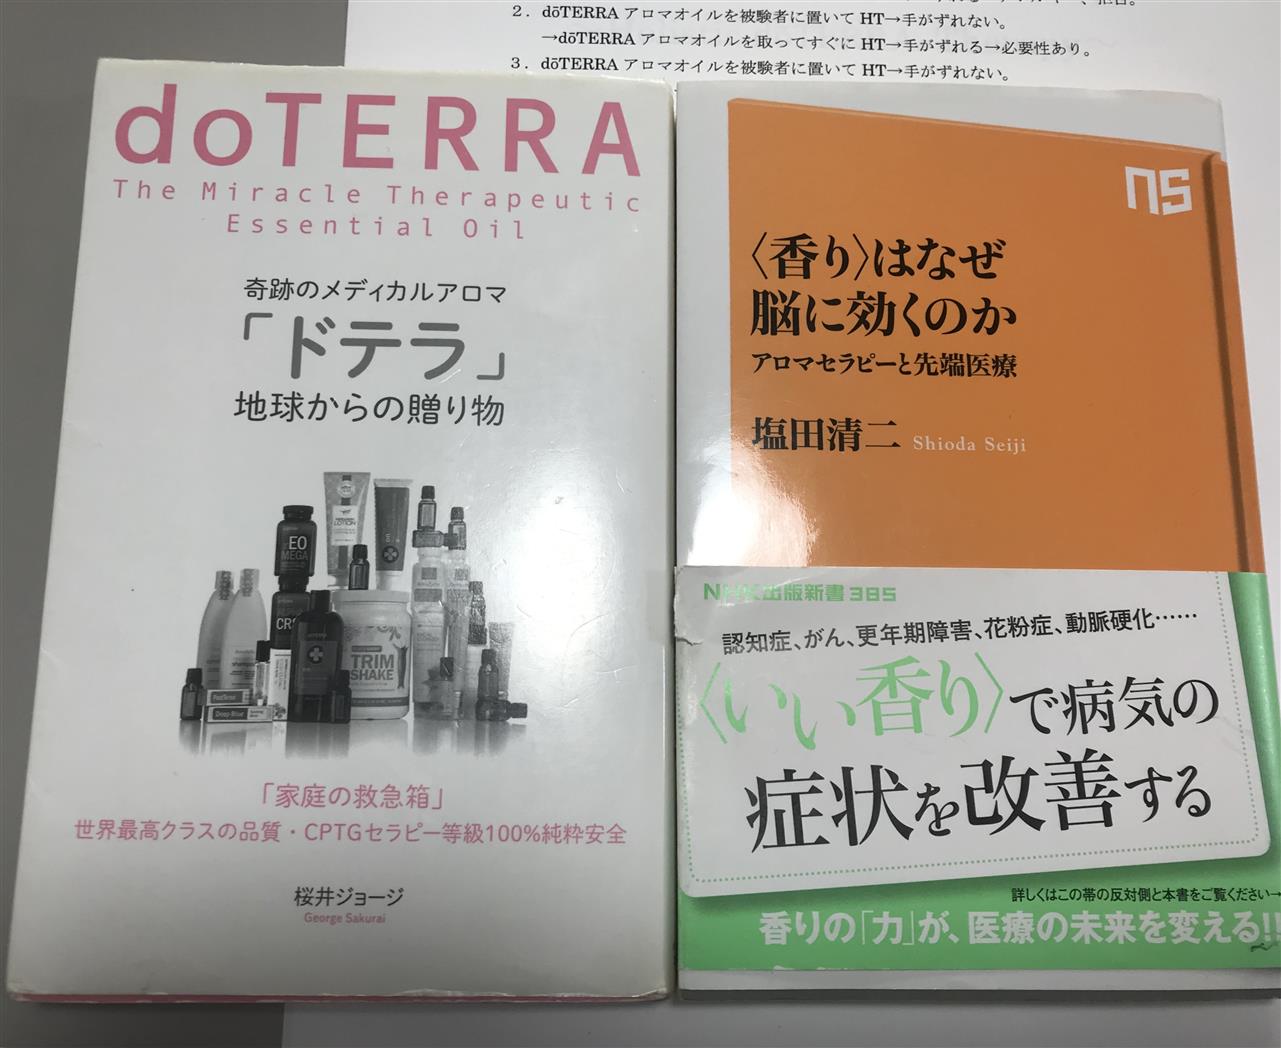 ２．dōTERRA アロマオイルを被験者に置いて HT→手がずれない。
→dōTERRA アロマオイルを取ってすぐに HT→手がずれる→必要性あり。
３．dōTERRA アロマオイルを被験者に置いて HT→手がずれない。
doTERRA
The Miracle Therapeutic
Essential Oil
奇跡のメディカルアロマ
「ドテラ」
地球からの贈り物
LOTION
EO
MEGA
TRIM
SHAKE
PastTense
Deep Blue
「家庭の救急箱」
世界最高クラスの品質・CPTGセラピー等級100%純粋安全
桜井ジョージ
George Sakurai
ns
〈香り〉はなぜ
脳に効くのか
アロマセラピーと先端医療
塩田清二 Shioda Seiji
NHK出版新書385
認知症、がん、更年期障害、花粉症、動脈硬化……
〈いい香り〉で病気の
症状を改善する
詳しくはこの帯の反対側と本書をご覧ください→
香りの「力」が、医療の未来を変える!!